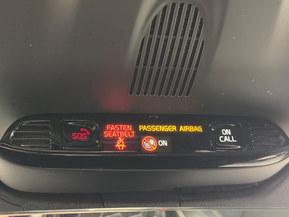 SOS
FASTEN
SEATBELT
PASSENGER AIRBAG
ON
ON
CALL